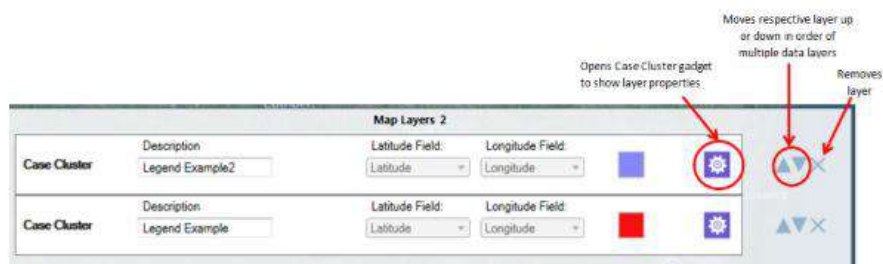 Moves respective layer up
or down in order of
multiple data layers
Opens Case Cluster gadget
to show layer properties
Removes
layer
Map Layers 2
Description
Latitude Field:
Longitude Field:
Case Cluster
Legend Example2
Latitude
Longitude
Description
Latitude Field:
Longitude Field:
Case Cluster
Legend Example
Latitude
Longitude